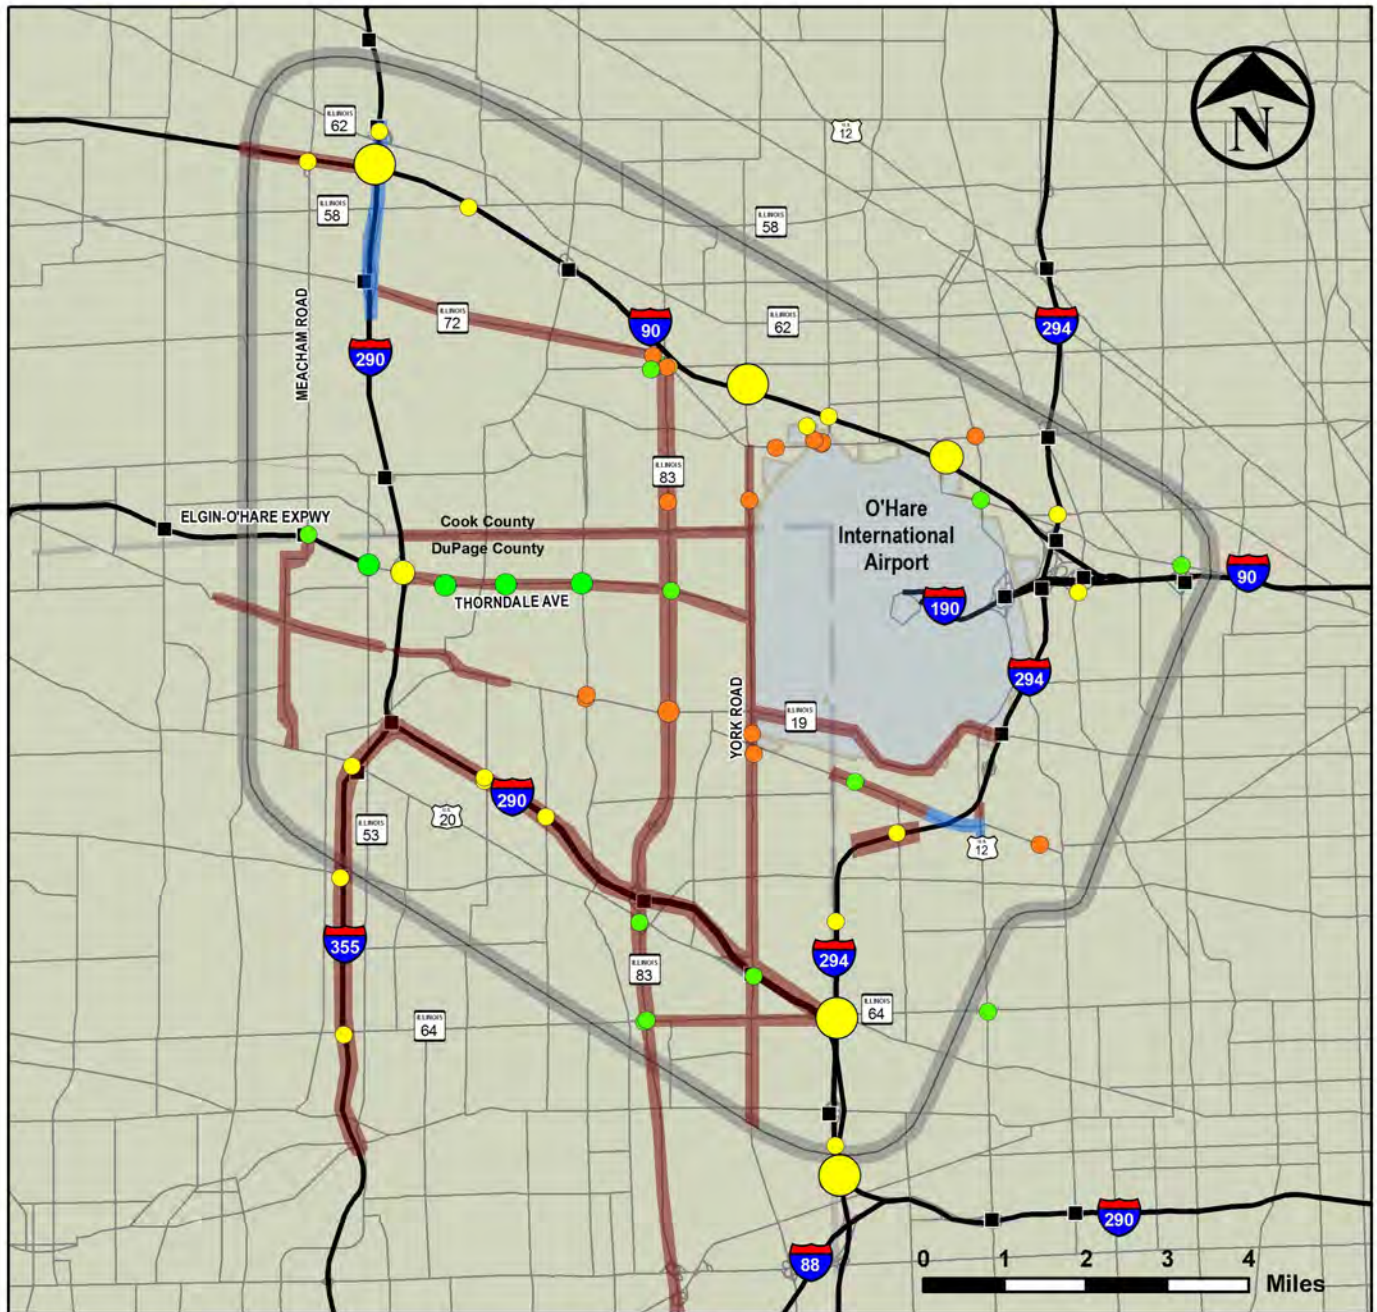 ILLINOIS
62
U.S.
12
N
ILLINOIS
58
ILLINOIS
58
MEACHAM ROAD
ILLINOIS
72
90
ILLINOIS
62
294
290
ILLINOIS
83
O'Hare
International
Airport
ELGIN-O'HARE EXPWY
Cook County
DuPage County
90
THORNDALE AVE
190
294
YORK ROAD
ILLINOIS
19
290
U.S.
20
ILLINOIS
53
U.S.
12
355
ILLINOIS
83
294
ILLINOIS
64
ILLINOIS
64
290
88
0 1 2 3 4
Miles